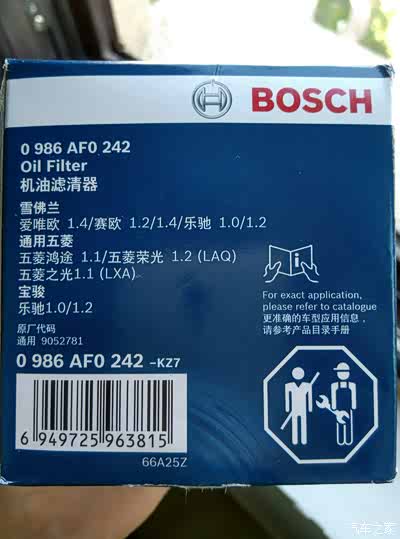 BOSCH
0 986 AF0 242
Oil Filter
机油滤清器
雪佛兰
爱唯欧 1.4/赛欧 1.2/1.4/乐驰 1.0/1.2
通用五菱
五菱鸿途 1.1/五菱荣光 1.2 (LAQ)
五菱之光1.1 (LXA)
宝骏
乐驰1.0/1.2
原厂代码
通用 9052781
For exact application,
please refer to catalogue
更准确的车型应用信息,
请参考产品目录手册
0 986 AF0 242 -KZ7
6 949725 963815
66A25Z
汽车之家